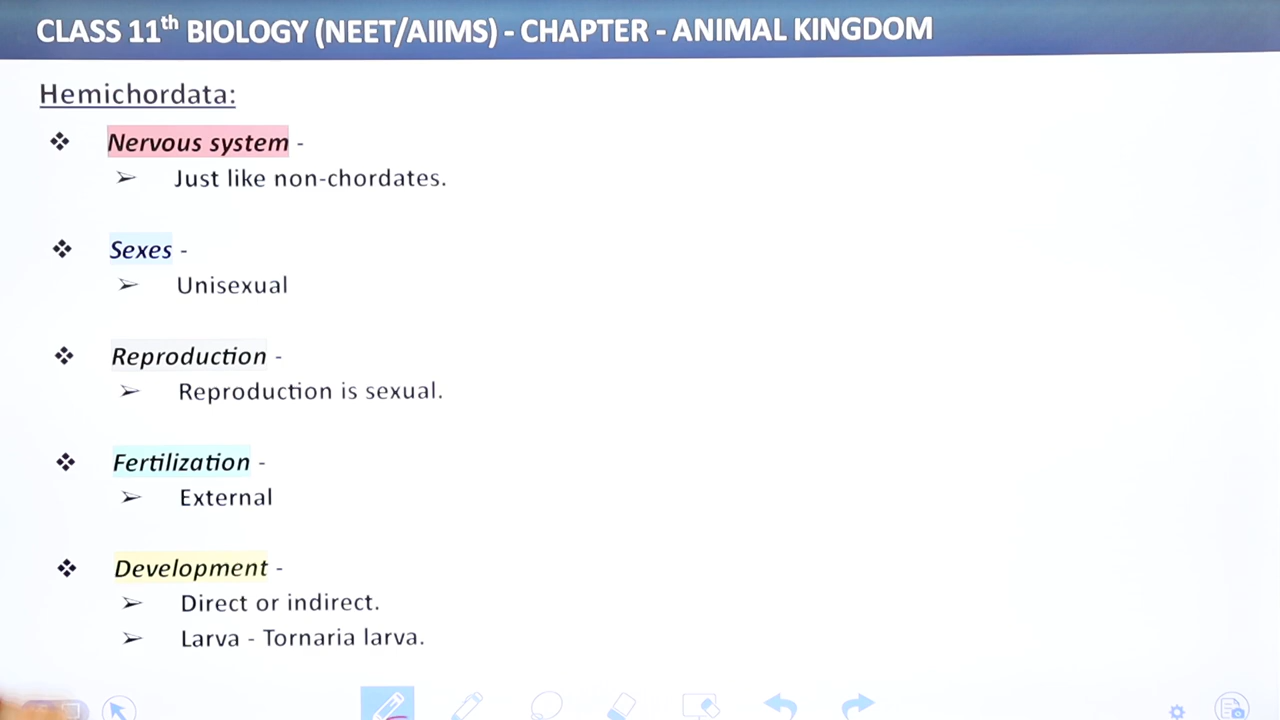 CLASS 11th BIOLOGY (NEET/AIIMS) - CHAPTER - ANIMAL KINGDOM
Hemichordata:
❖ Nervous system -
➢ Just like non-chordates.
❖ Sexes -
➢ Unisexual
❖ Reproduction -
➢ Reproduction is sexual.
❖ Fertilization -
➢ External
❖ Development -
➢ Direct or indirect.
➢ Larva - Tornaria larva.